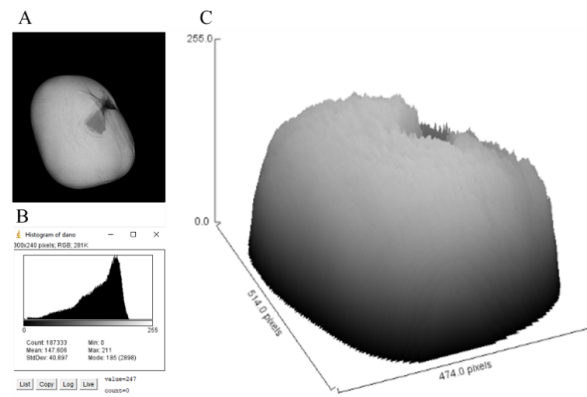 A
B
Histogram of dano
300x240 pixels; RGB; 281K
0 255
Count: 187333 Min: 0
Mean: 147.606 Max: 211
StdDev: 40.897 Mode: 185 (2898)
List Copy Log Live value=247
count=0
C
255.0
0.0
514.0 pixels
474.0 pixels